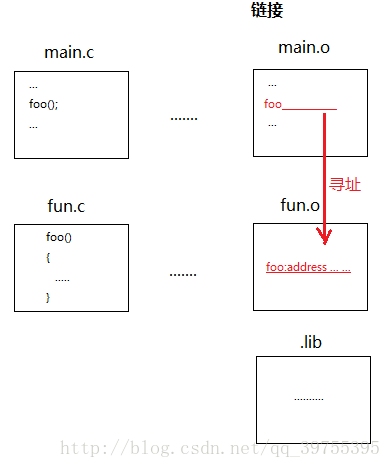 链接
main.c
main.o
...
foo();
...
.......
...
foo__________
...
寻址
fun.c
fun.o
foo()
{
.....
}
.......
foo:address ... ...
.lib
..........
http://blog.csdn.net/qq_39755395